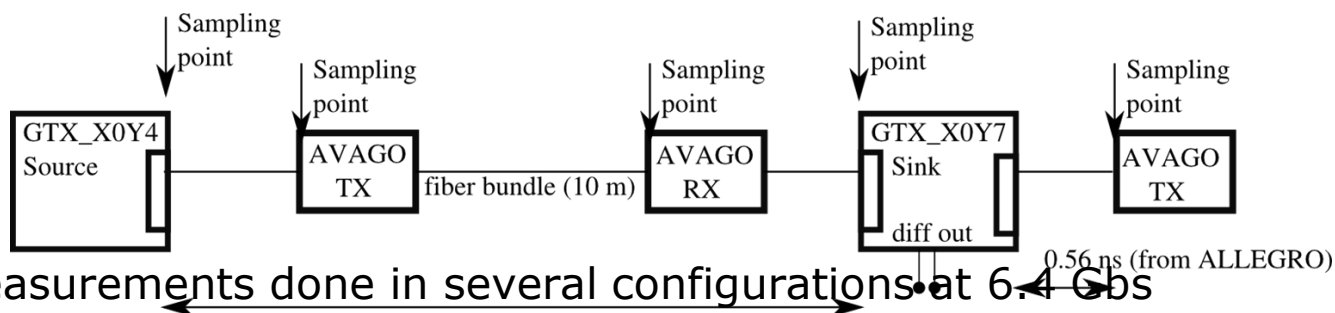 Sampling
point
Sampling
point
Sampling
point
Sampling
point
Sampling
point
GTX_X0Y4
Source
AVAGO
TX
fiber bundle (10 m)
AVAGO
RX
GTX_X0Y7
Sink
diff out
AVAGO
TX
0.56 ns (from ALLEGRO)
easurements done in several configurations at 6.4 Gbs